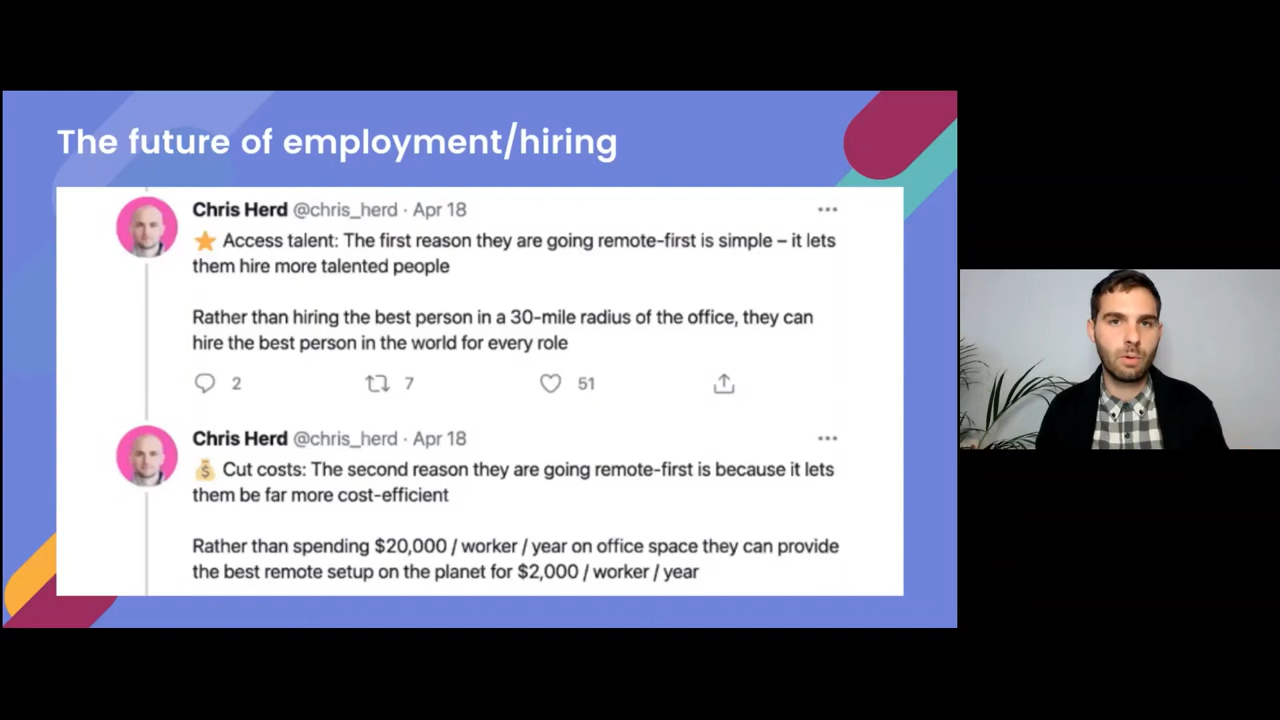 The future of employment/hiring
Chris Herd @chris_herd · Apr 18
⭐ Access talent: The first reason they are going remote-first is simple – it lets
them hire more talented people
Rather than hiring the best person in a 30-mile radius of the office, they can
hire the best person in the world for every role
2 7 51
Chris Herd @chris_herd · Apr 18
💰 Cut costs: The second reason they are going remote-first is because it lets
them be far more cost-efficient
Rather than spending $20,000 / worker / year on office space they can provide
the best remote setup on the planet for $2,000 / worker / year